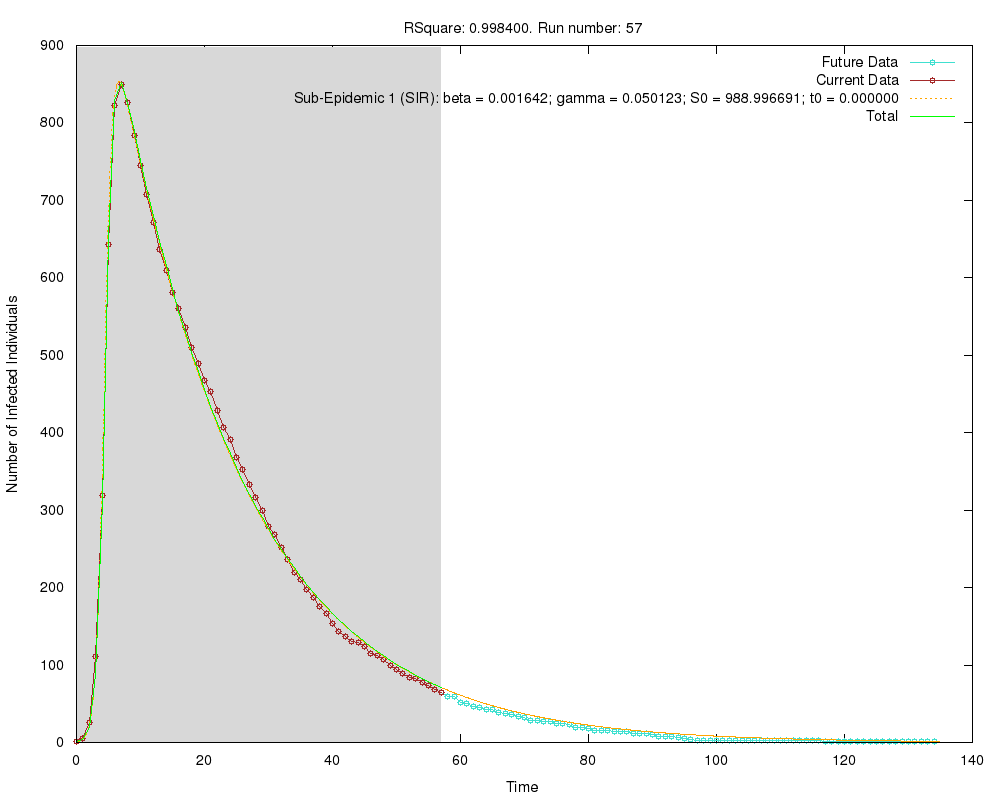 RSquare: 0.998400. Run number: 57
Future Data
Current Data
Sub-Epidemic 1 (SIR): beta = 0.001642; gamma = 0.050123; S0 = 988.996691; t0 = 0.000000
Total
900
800
700
600
500
400
300
200
100
0
Number of Infected Individuals
0 20 40 60 80 100 120 140
Time